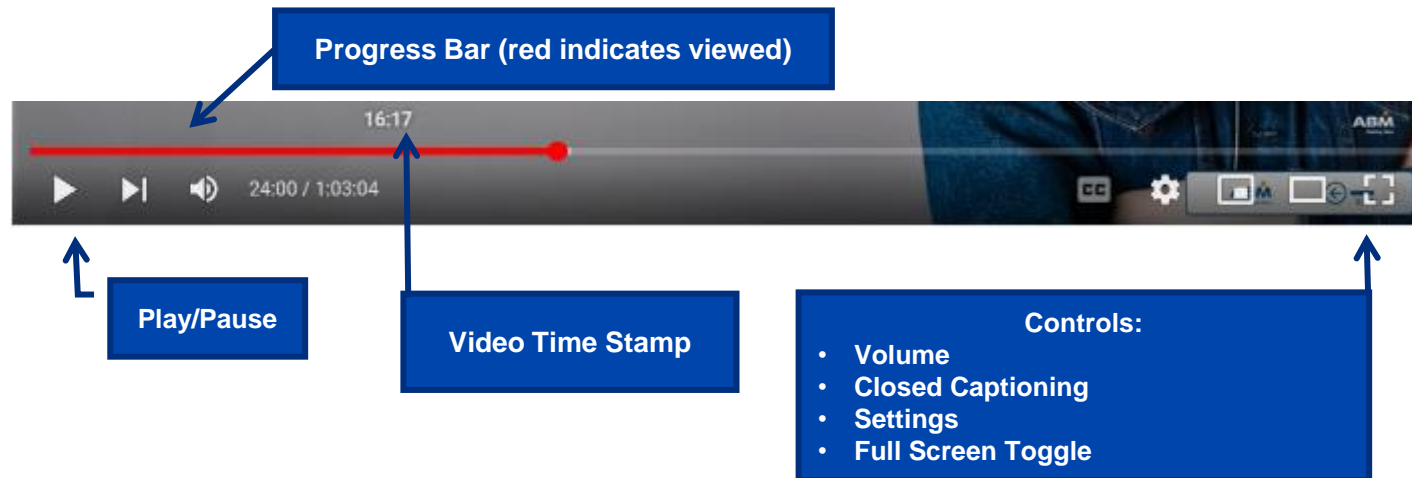 Progress Bar (red indicates viewed)
16:17
ABM
24:00 / 1:03:04
CC
Play/Pause
Video Time Stamp
Controls:
• Volume
• Closed Captioning
• Settings
• Full Screen Toggle